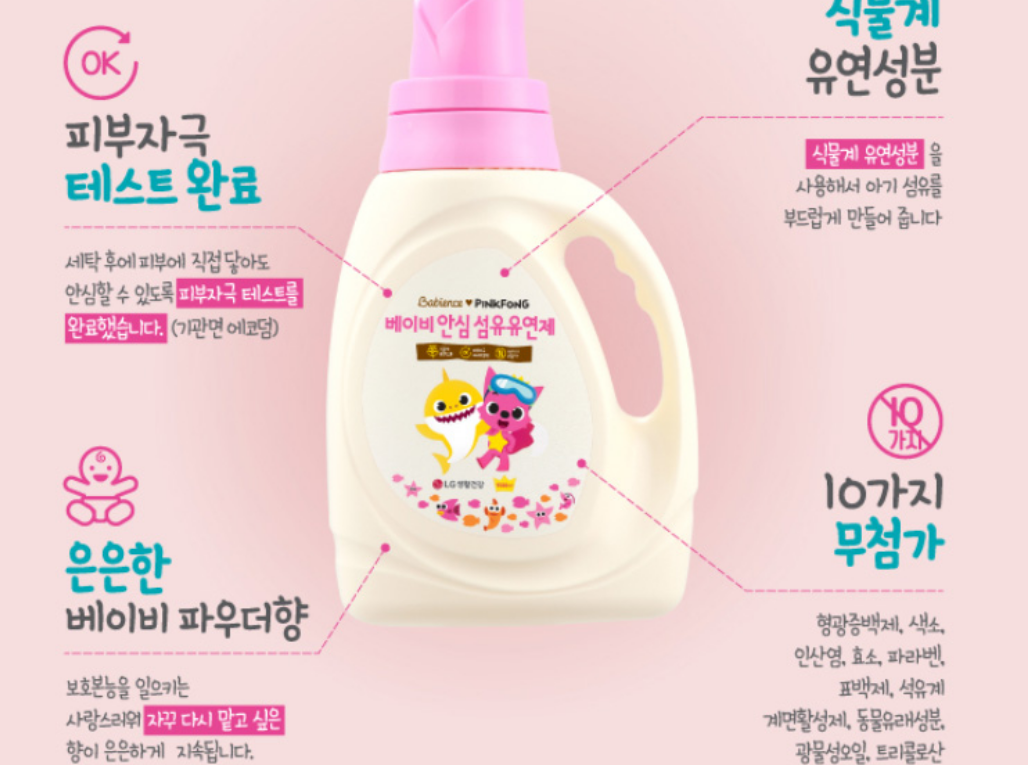 OK
피부자극
테스트 완료
세탁 후에 피부에 직접 닿아도
안심할 수 있도록 피부자극 테스트를
완료했습니다. (기관명 에코덤)
식물계
유연성분
식물계 유연성분 을
사용해서 아기 섬유를
부드럽게 만들어 줍니다
Babience ♥ PINKFONG
베이비 안심 섬유유연제
LG생활건강
은은한
베이비 파우더향
보호본능을 일으키는
사랑스러워 자꾸 다시 맡고 싶은
향이 은은하게 지속됩니다.
10
가지
10가지
무첨가
형광증백제, 색소,
인산염, 효소, 파라벤,
표백제, 석유계
계면활성제, 동물유래성분,
광물성오일, 트리클로산